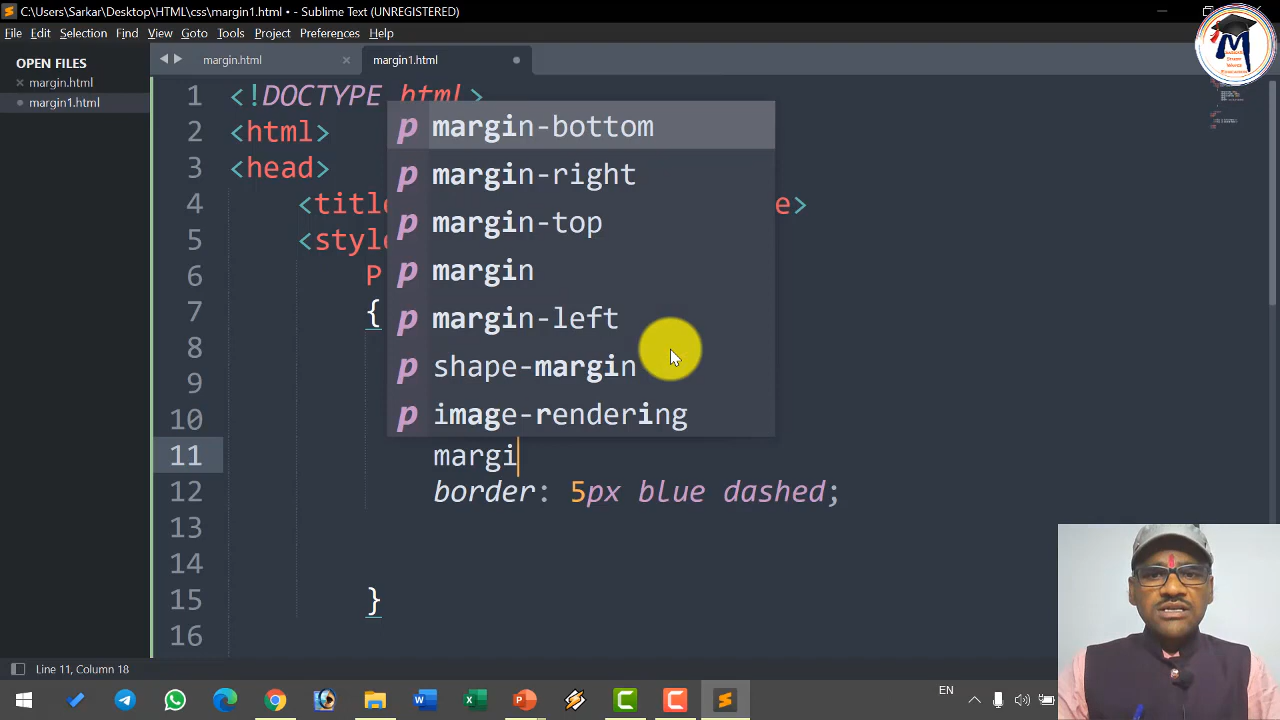 C:\Users\Sarkar\Desktop\HTML\css\margin1.html • - Sublime Text (UNREGISTERED)
File Edit Selection Find View Goto Tools Project Preferences Help
OPEN FILES
margin.html
margin1.html
margin.html
margin1.html
1 <!DOCTYPE html>
2 <html>
3 <head>
4 <title e>
5 <style
6 P
7 {
8
9
10
11 margi
12 border: 5px blue dashed;
13
14
15 }
16
p margin-bottom
p margin-right
p margin-top
p margin
p margin-left
p shape-margin
p image-rendering
Line 11, Column 18
EN